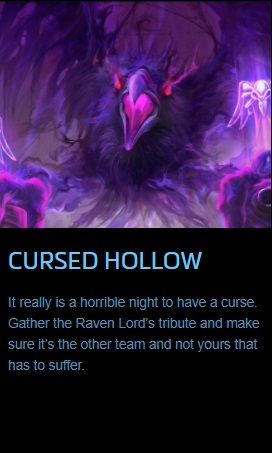 CURSED HOLLOW
It really is a horrible night to have a curse.
Gather the Raven Lord's tribute and make
sure it's the other team and not yours that
has to suffer.